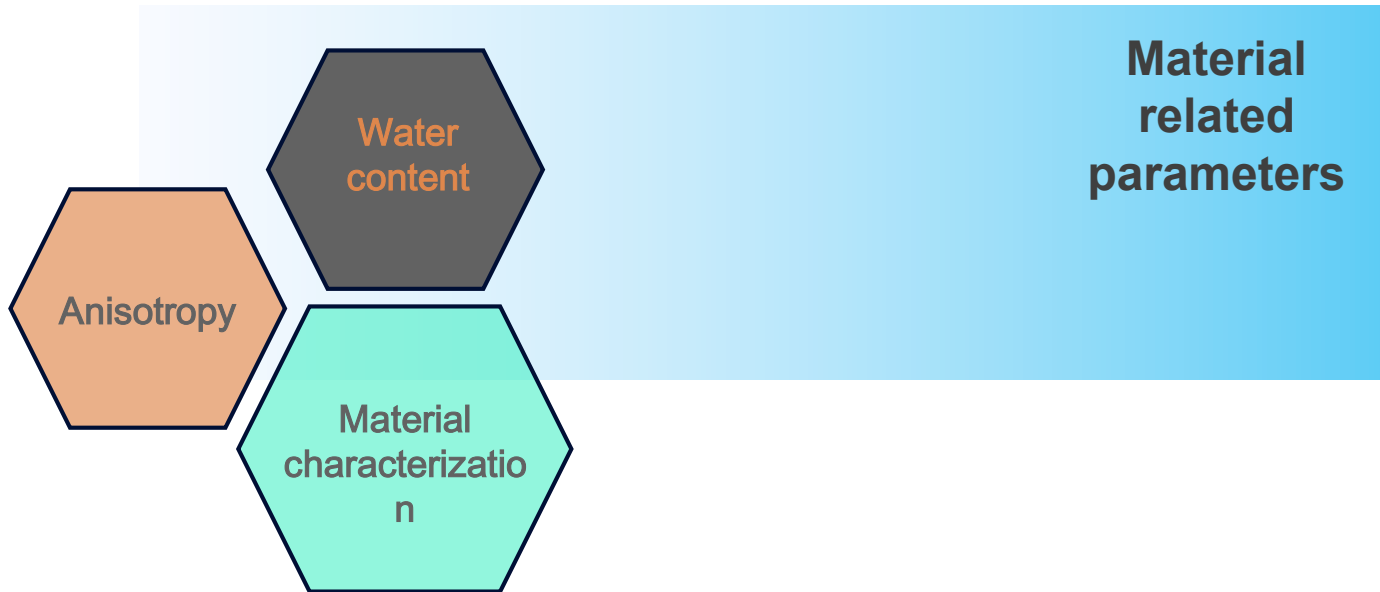 Material
related
parameters
Water
content
Anisotropy
Material
characterizatio
n